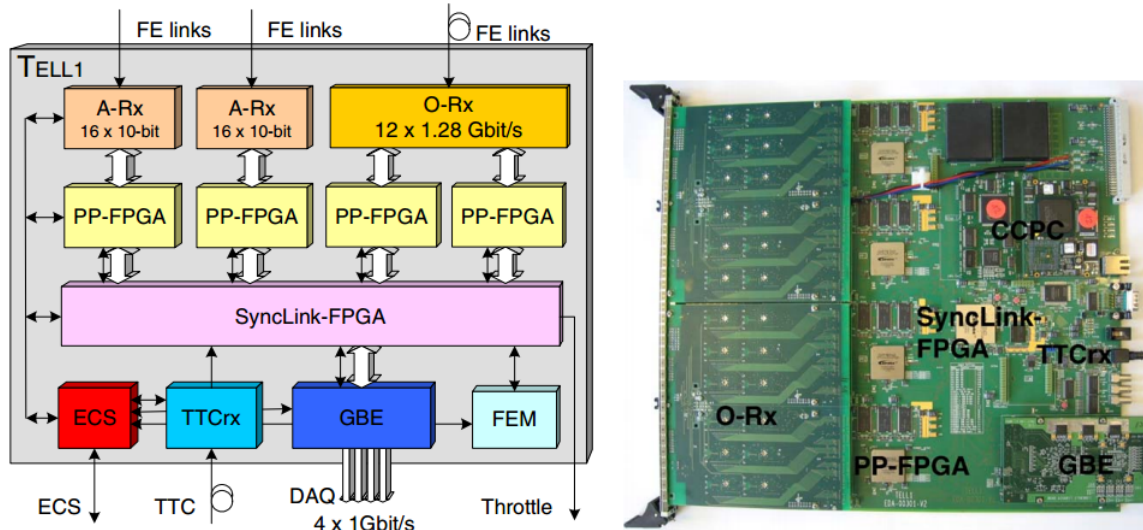 FE links
FE links
FE links
TELL1
A-Rx
16 x 10-bit
A-Rx
16 x 10-bit
O-Rx
12 x 1.28 Gbit/s
PP-FPGA
PP-FPGA
PP-FPGA
PP-FPGA
SyncLink-FPGA
ECS
TTCrx
GBE
FEM
ECS
TTC
DAQ
4 x 1Gbit/s
Throttle
CCPC
SyncLink-
FPGA
TTCrx
O-Rx
PP-FPGA
GBE
TELL1